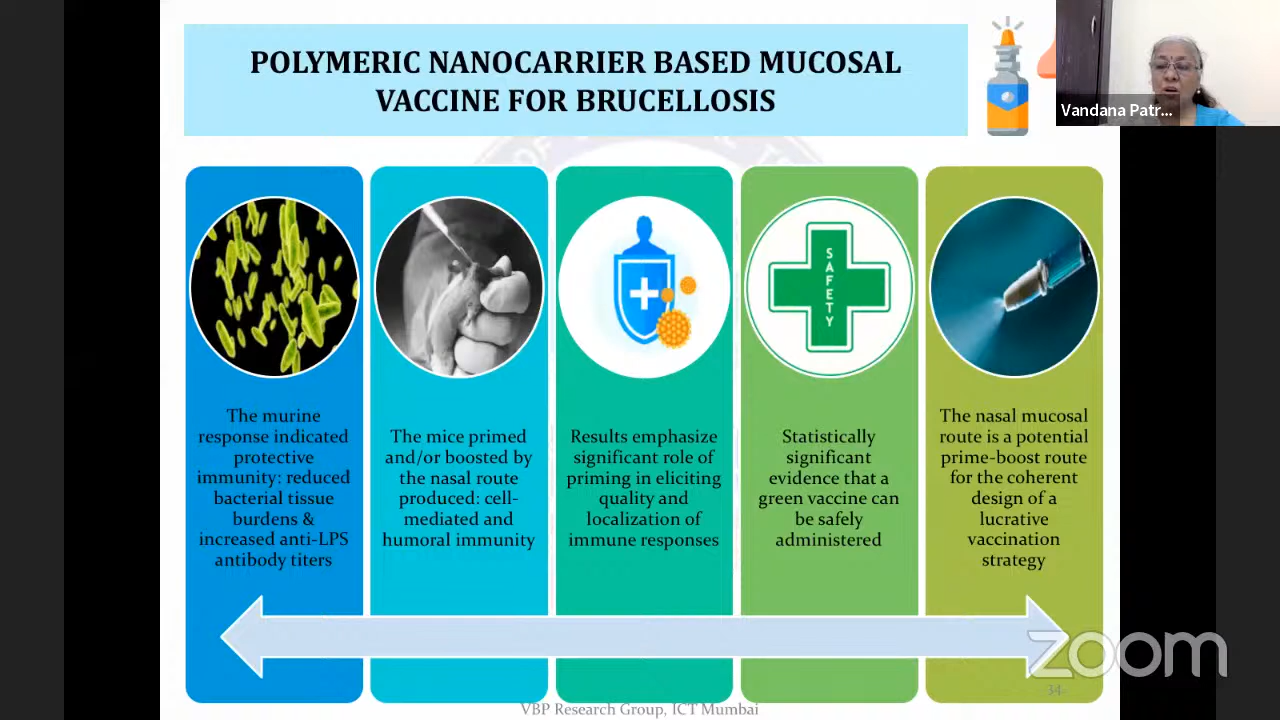 POLYMERIC NANOCARRIER BASED MUCOSAL
VACCINE FOR BRUCELLOSIS
Vandana Patr...
The murine
response indicated
protective
immunity: reduced
bacterial tissue
burdens &
increased anti-LPS
antibody titers
The mice primed
and/or boosted by
the nasal route
produced: cell-
mediated and
humoral immunity
Results emphasize
significant role of
priming in eliciting
quality and
localization of
immune responses
SAFETY
Statistically
significant
evidence that a
green vaccine can
be safely
administered
The nasal mucosal
route is a potential
prime-boost route
for the coherent
design of a
lucrative
vaccination
strategy
zoom
34
VBP Research Group, ICT Mumbai